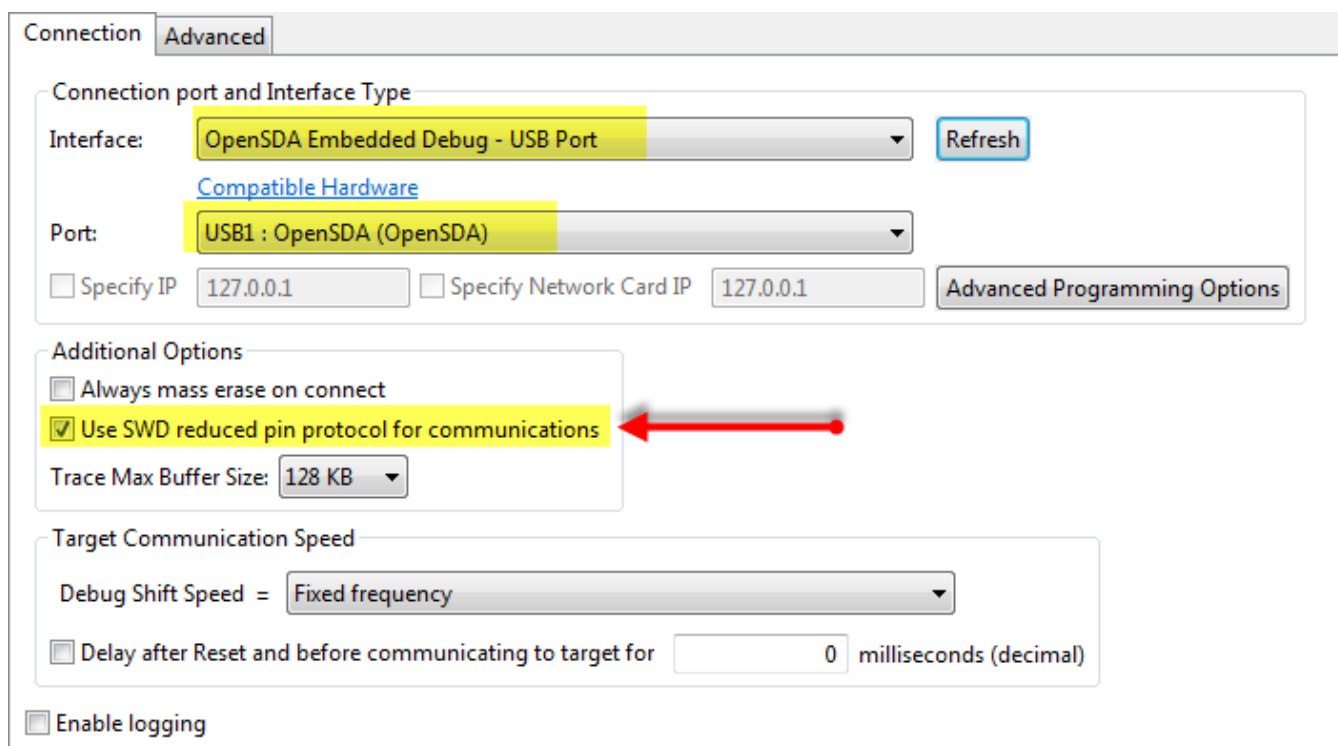 Connection Advanced
Connection port and Interface Type
Interface: OpenSDA Embedded Debug - USB Port Refresh
Compatible Hardware
Port: USB1 : OpenSDA (OpenSDA)
Specify IP 127.0.0.1 Specify Network Card IP 127.0.0.1 Advanced Programming Options
Additional Options
Always mass erase on connect
Use SWD reduced pin protocol for communications
Trace Max Buffer Size: 128 KB
Target Communication Speed
Debug Shift Speed = Fixed frequency
Delay after Reset and before communicating to target for 0 milliseconds (decimal)
Enable logging